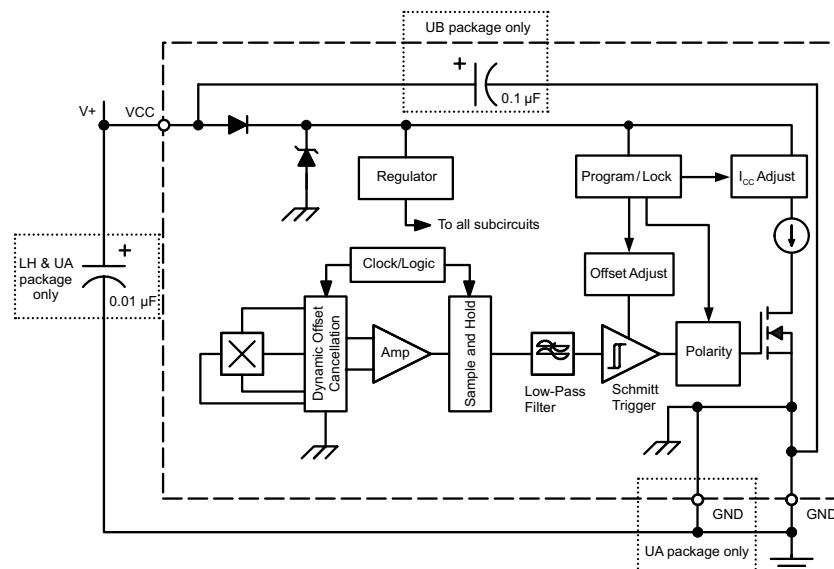 UB package only
+
0.1 µF
V+
VCC
Regulator
Program/Lock
ICC Adjust
To all subcircuits
LH & UA
package
only
+
0.01 µF
Clock/Logic
Offset Adjust
Dynamic Offset
Cancellation
Amp
Sample and Hold
Polarity
Low-Pass
Filter
Schmitt
Trigger
GND
GND
UA package only